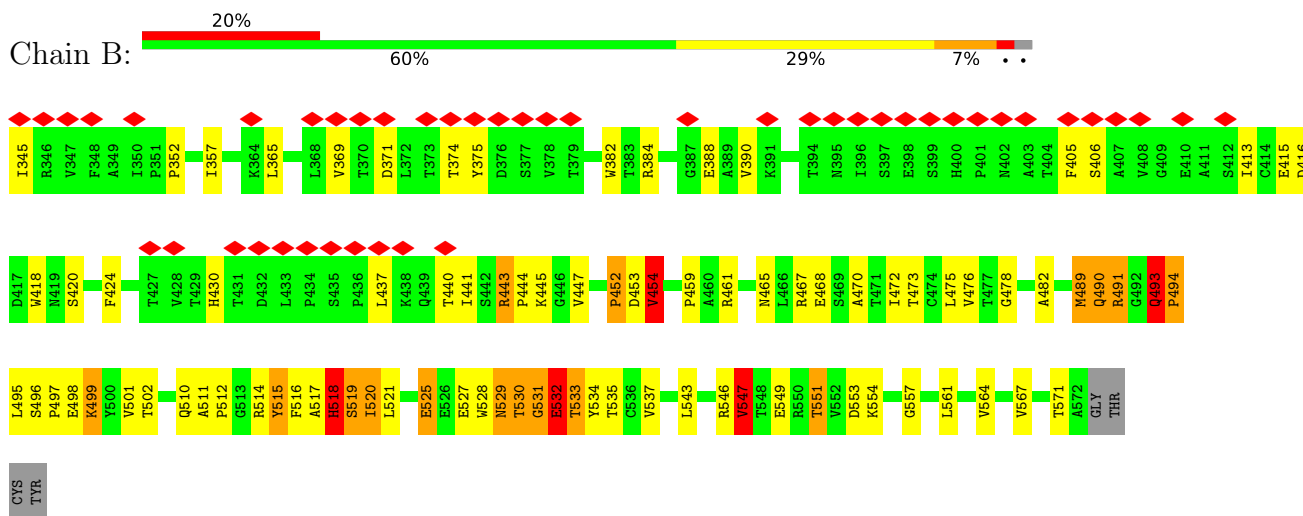 20%
Chain B:
60% 29% 7% • •
I345 R346 V347 F348 A349 I350 P351 P352 I357 K364 L365 L368 V369 T370 D371 L372 T373 T374 Y375 D376 S377 V378 T379 W382 T383 R384 G387 E388 A389 V390 K391 T394 N395 I396 S397 E398 S399 H400 P401 N402 A403 T404 F405 S406 A407 V408 G409 E410 A411 S412 I413 C414 E415 D416
D417 W418 N419 S420 F424 T427 V428 T429 H430 T431 D432 L433 P434 S435 P436 L437 K438 Q439 T440 I441 S442 R443 P444 K445 G446 V447 P452 D453 V454 P459 A460 R461 N465 L466 R467 E468 S469 A470 T471 I472 T473 C474 L475 V476 T477 G478 A482 M489 Q490 R491 G492 Q493 P494
L495 S496 P497 E498 K499 Y500 V501 T502 Q510 A511 P512 G513 R514 Y515 F516 A517 H518 S519 I520 L521 E525 E526 E527 W528 N529 T530 G531 E532 T533 Y534 T535 C536 V537 L543 R546 V547 T548 E549 R550 T551 V552 D553 K554 G557 L561 V564 V567 T571 A572 GLY THR
CYS TYR